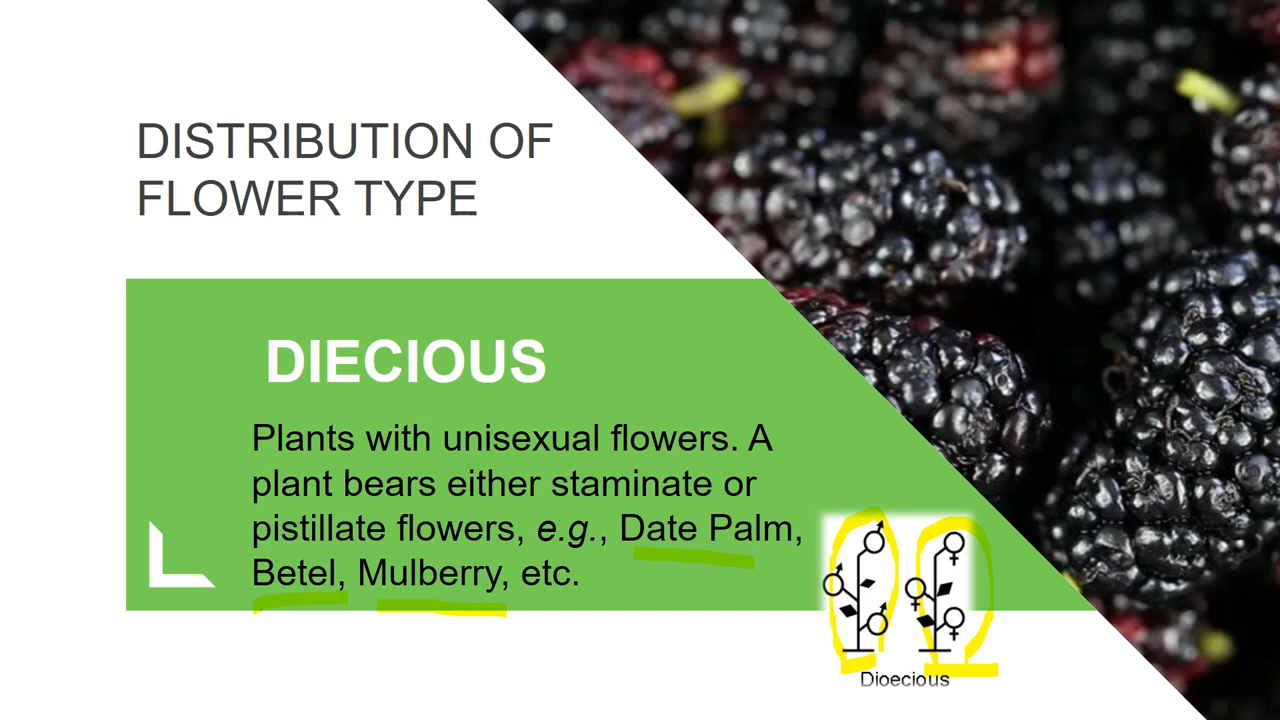 DISTRIBUTION OF
FLOWER TYPE
DIECIOUS
Plants with unisexual flowers. A
plant bears either staminate or
pistillate flowers, e.g., Date Palm,
Betel, Mulberry, etc.
Dioecious